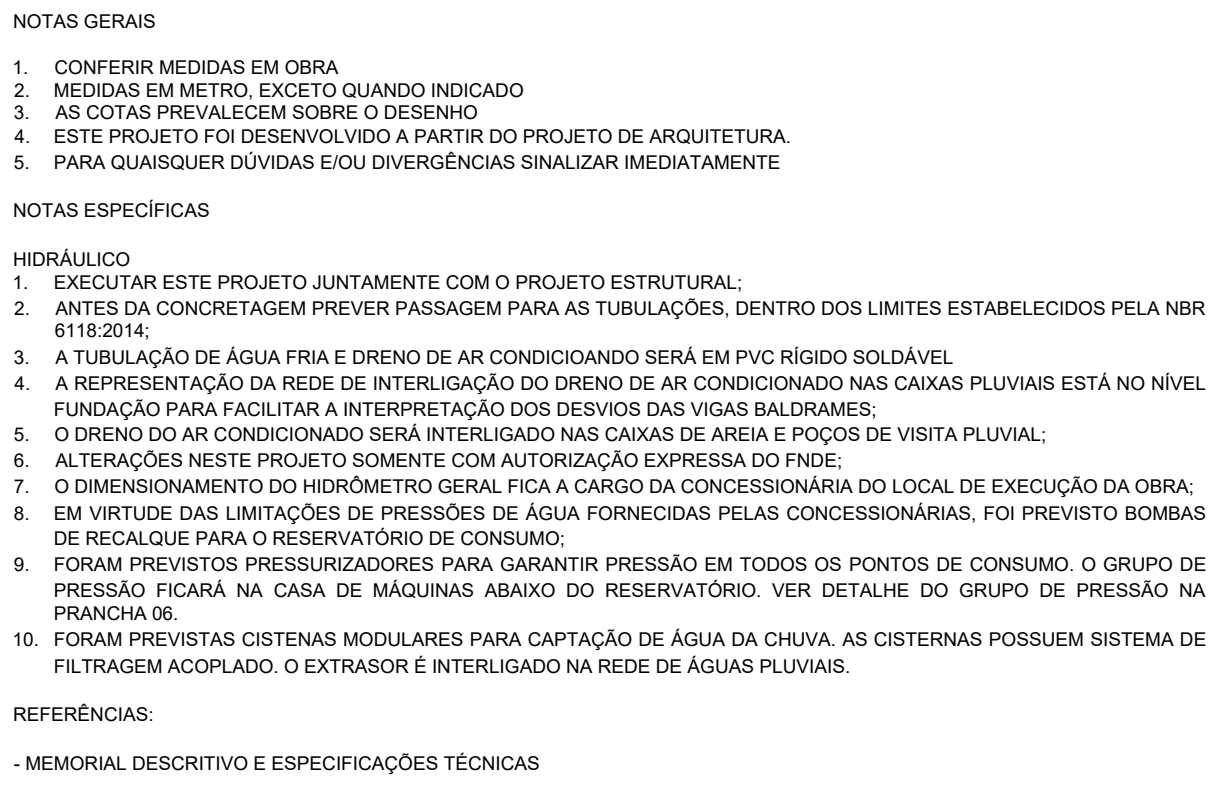 NOTAS GERAIS
1. CONFERIR MEDIDAS EM OBRA
2. MEDIDAS EM METRO, EXCETO QUANDO INDICADO
3. AS COTAS PREVALECEM SOBRE O DESENHO
4. ESTE PROJETO FOI DESENVOLVIDO A PARTIR DO PROJETO DE ARQUITETURA.
5. PARA QUAISQUER DÚVIDAS E/OU DIVERGÊNCIAS SINALIZAR IMEDIATAMENTE
NOTAS ESPECÍFICAS
HIDRÁULICO
1. EXECUTAR ESTE PROJETO JUNTAMENTE COM O PROJETO ESTRUTURAL;
2. ANTES DA CONCRETAGEM PREVER PASSAGEM PARA AS TUBULAÇÕES, DENTRO DOS LIMITES ESTABELECIDOS PELA NBR
6118:2014;
3. A TUBULAÇÃO DE ÁGUA FRIA E DRENO DE AR CONDICIOANDO SERÁ EM PVC RÍGIDO SOLDÁVEL
4. A REPRESENTAÇÃO DA REDE DE INTERLIGAÇÃO DO DRENO DE AR CONDICIONADO NAS CAIXAS PLUVIAIS ESTÁ NO NÍVEL
FUNDAÇÃO PARA FACILITAR A INTERPRETAÇÃO DOS DESVIOS DAS VIGAS BALDRAMES;
5. O DRENO DO AR CONDICIONADO SERÁ INTERLIGADO NAS CAIXAS DE AREIA E POÇOS DE VISITA PLUVIAL;
6. ALTERAÇÕES NESTE PROJETO SOMENTE COM AUTORIZAÇÃO EXPRESSA DO FNDE;
7. O DIMENSIONAMENTO DO HIDRÔMETRO GERAL FICA A CARGO DA CONCESSIONÁRIA DO LOCAL DE EXECUÇÃO DA OBRA;
8. EM VIRTUDE DAS LIMITAÇÕES DE PRESSÕES DE ÁGUA FORNECIDAS PELAS CONCESSIONÁRIAS, FOI PREVISTO BOMBAS
DE RECALQUE PARA O RESERVATÓRIO DE CONSUMO;
9. FORAM PREVISTOS PRESSURIZADORES PARA GARANTIR PRESSÃO EM TODOS OS PONTOS DE CONSUMO. O GRUPO DE
PRESSÃO FICARÁ NA CASA DE MÁQUINAS ABAIXO DO RESERVATÓRIO. VER DETALHE DO GRUPO DE PRESSÃO NA
PRANCHA 06.
10. FORAM PREVISTAS CISTENAS MODULARES PARA CAPTAÇÃO DE ÁGUA DA CHUVA. AS CISTERNAS POSSUEM SISTEMA DE
FILTRAGEM ACOPLADO. O EXTRASOR É INTERLIGADO NA REDE DE ÁGUAS PLUVIAIS.
REFERÊNCIAS:
- MEMORIAL DESCRITIVO E ESPECIFICAÇÕES TÉCNICAS